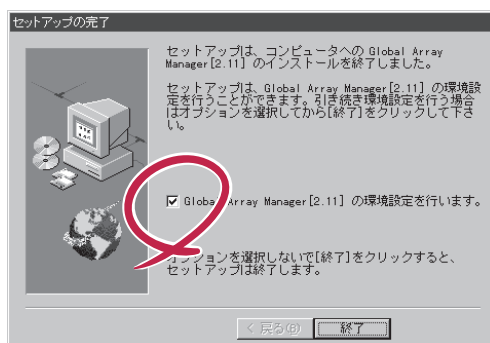 セットアップの完了
セットアップは、コンピュータへの Global Array
Manager[2.11] のインストールを終了しました。
セットアップは、Global Array Manager[2.11] の環境設
定を行うことができます。引き続き環境設定を行う場合
はオプションを選択してから[終了]をクリックして下さ
い。
Global Array Manager[2.11] の環境設定を行います。
オプションを選択しないで[終了]をクリックすると、
セットアップは終了します。
< 戻る(B)
終了